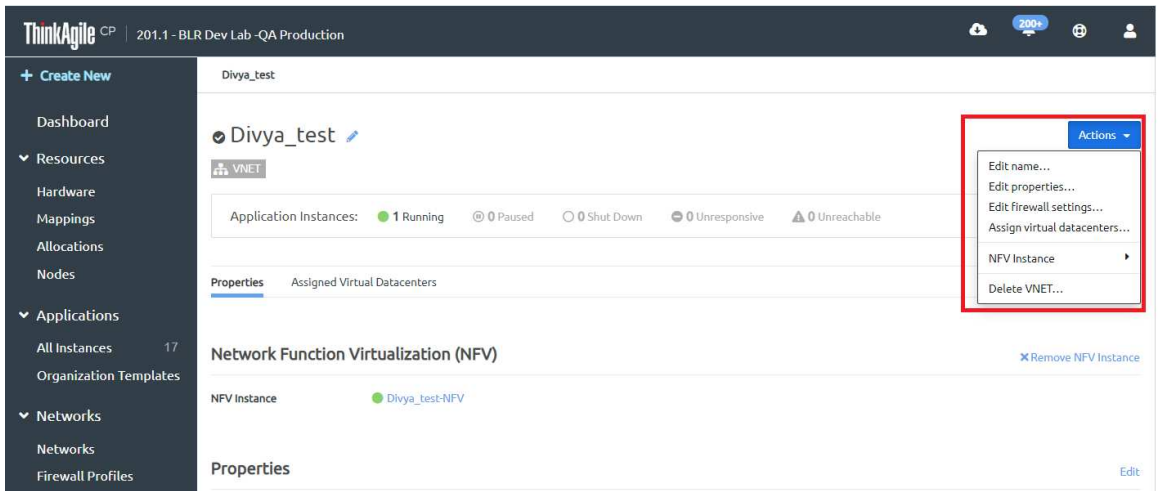 ThinkAgile CP | 201.1 - BLR Dev Lab -QA Production
200+
+ Create New
Divya_test
Dashboard
Resources
Hardware
Mappings
Allocations
Nodes
Applications
All Instances 17
Organization Templates
Networks
Networks
Firewall Profiles
Divya_test
VNET
Actions
Edit name...
Edit properties...
Edit firewall settings...
Assign virtual datacenters...
NFV Instance
Delete VNET...
Application Instances: 1 Running 0 Paused 0 Shut Down 0 Unresponsive 0 Unreachable
Properties Assigned Virtual Datacenters
Network Function Virtualization (NFV)
Remove NFV Instance
NFV Instance Divya_test-NFV
Properties
Edit